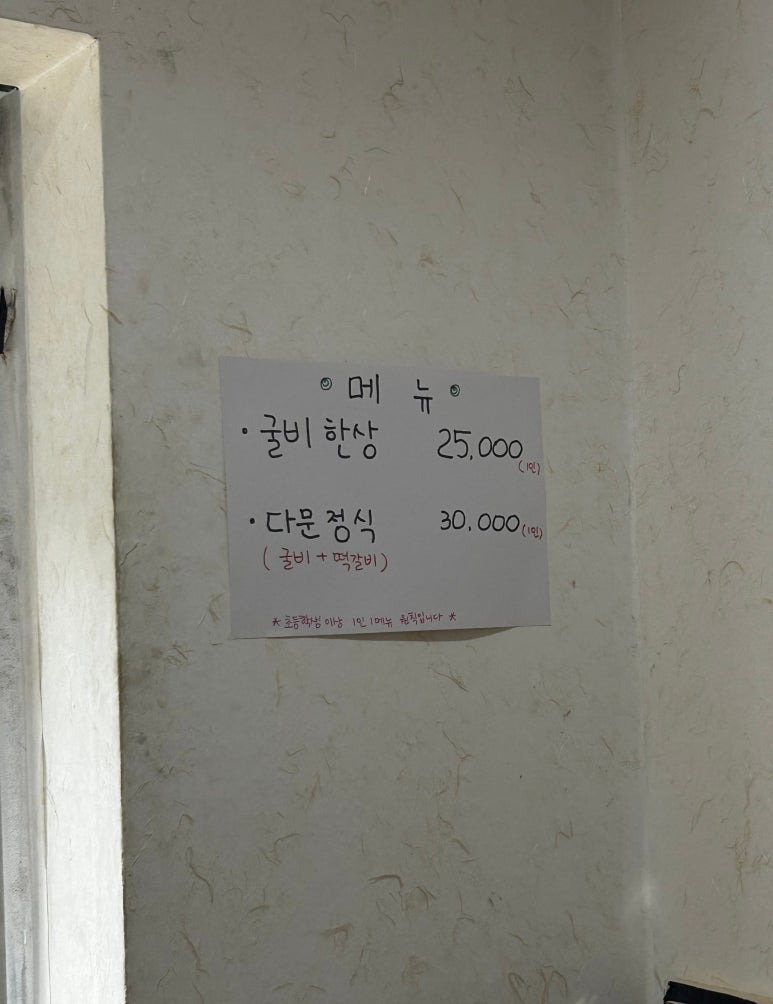 메 뉴
· 굴비 한상 25,000 (1인)
· 다문 정식 30,000 (1인)
( 굴비 + 떡갈비 )
* 초등학생 이상 1인 1메뉴 원칙입니다 *